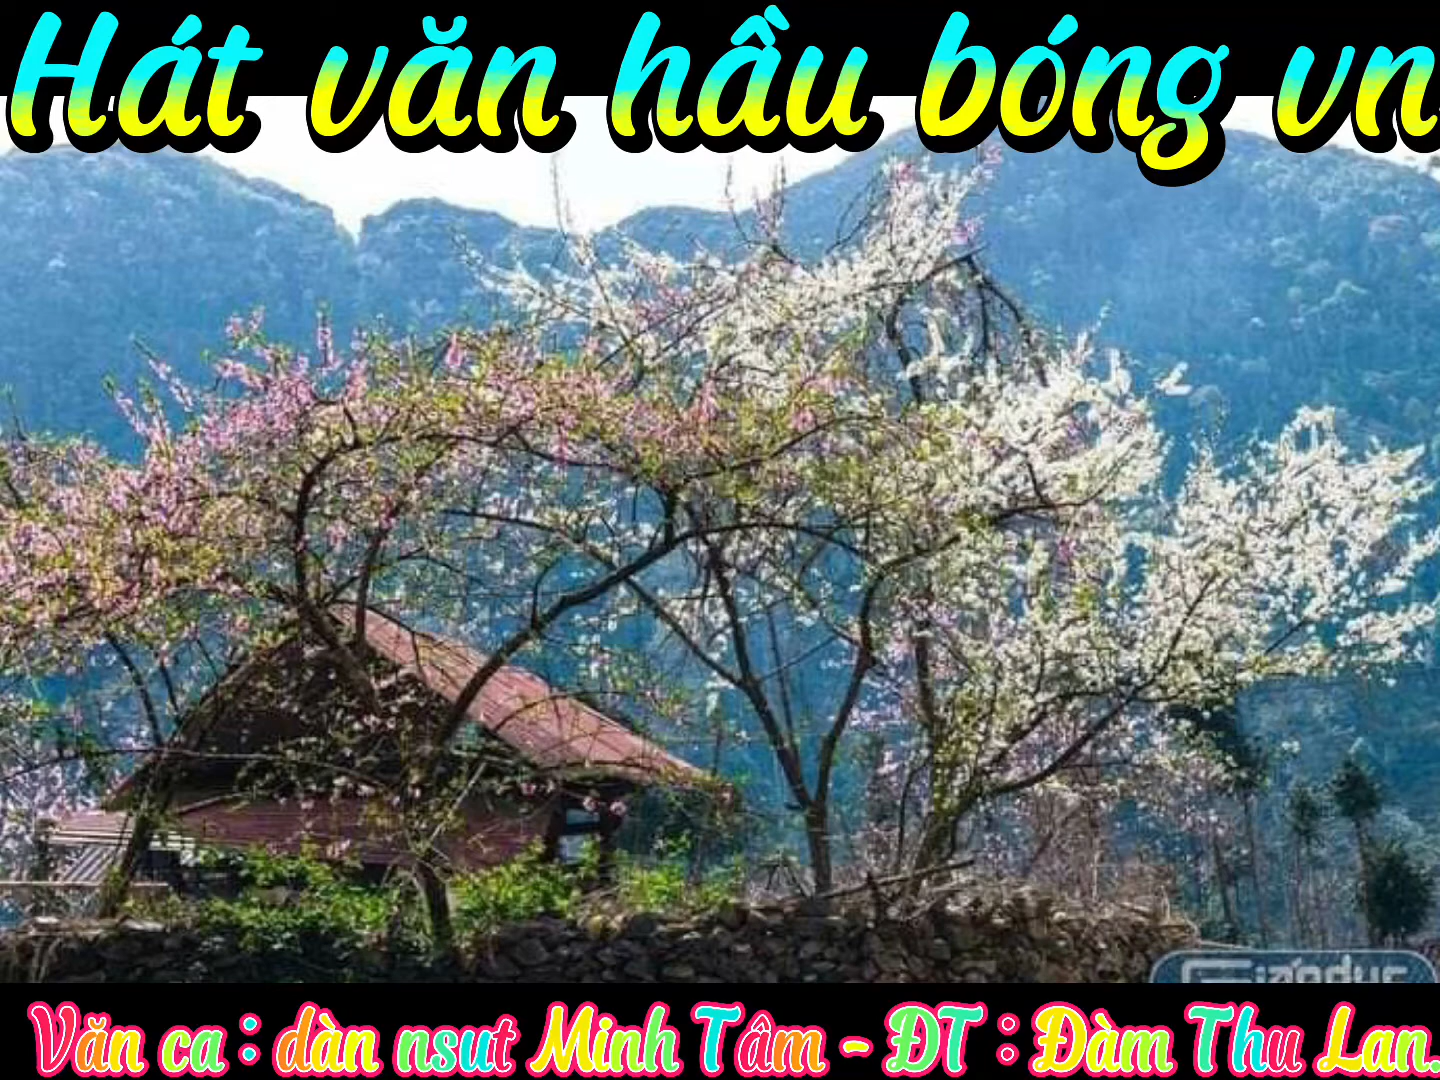 Hát văn hầu bóng vn
Văn ca : dàn nsut Minh Tâm - ĐT : Đàm Thu Lan.